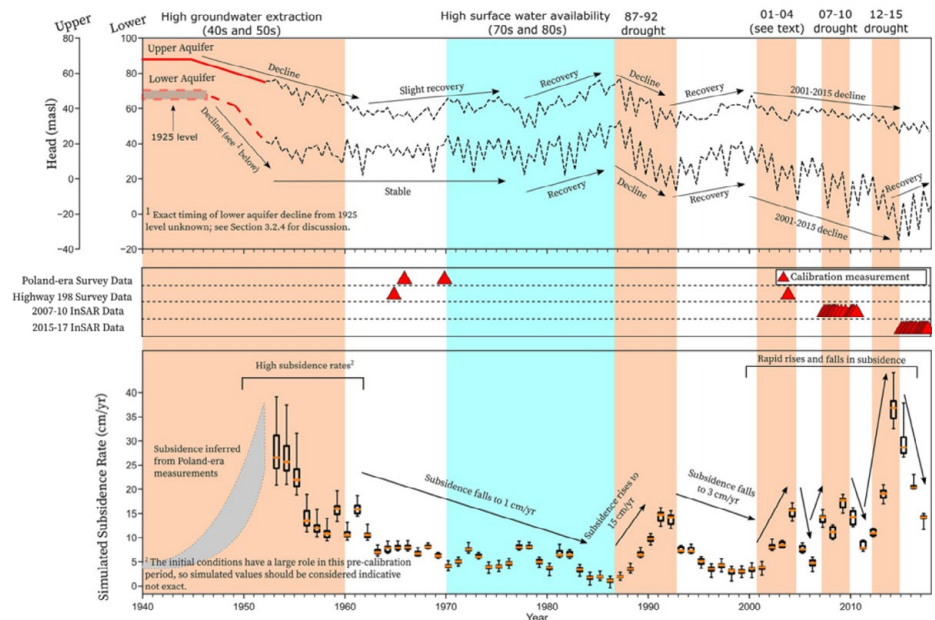 Upper Lower
High groundwater extraction
(40s and 50s)
High surface water availability
(70s and 80s)
87-92
drought
01-04
(see text)
07-10
drought
12-15
drought
Head (masl)
80
60
40
20
0
−20
−40
100
80
60
40
20
0
−20
Upper Aquifer
Lower Aquifer
1925 level
Decline
Decline (see ¹ below)
Slight recovery
Stable
Recovery
Recovery
Decline
Decline
Recovery
Recovery
2001-2015 decline
2001-2015 decline
Recovery
¹ Exact timing of lower aquifer decline from 1925
level unknown; see Section 3.2.4 for discussion.
Poland-era Survey Data
Highway 198 Survey Data
2007-10 InSAR Data
2015-17 InSAR Data
Calibration measurement
Simulated Subsidence Rate (cm/yr)
40
35
30
25
20
15
10
5
0
High subsidence rates²
Rapid rises and falls in subsidence
Subsidence inferred
from Poland-era
measurements
Subsidence falls to 1 cm/yr
Subsidence rises to
15 cm/yr
Subsidence falls
to 3 cm/yr
The initial conditions have a large role in this pre-calibration
period, so simulated values should be considered indicative
not exact.
1940
1950
1960
1970
1980
1990
2000
2010
Year